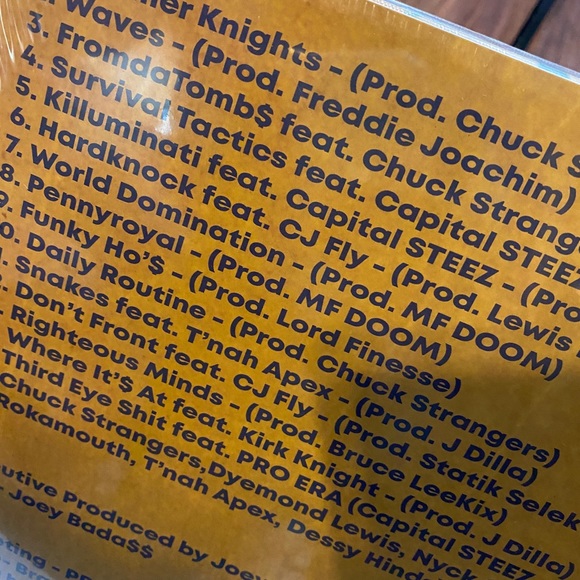 ner Knights - (Prod. Chuck S
Waves - (Prod. Freddie Joachim)
3. FromdaTomb$ feat. Chuck Strang
4. Survival Tactics feat. Capital STEEZ
5. Killuminati feat. Capital STEEZ - (Pro
6. Hardknock feat. CJ Fly - (Prod. Lewis
7. World Domination - (Prod. MF DOOM)
8. Pennyroyal - (Prod. MF DOOM)
9. Funky Ho'$ - (Prod. Lord Finesse)
0. Daily Routine - (Prod. Chuck Strangers)
Snakes feat. T'nah Apex - (Prod. J Dilla)
Don't Front feat. CJ Fly - (Prod. Statik Selek
Righteous Minds - (Prod. Bruce LeeKix)
Where It'$ At feat. Kirk Knight - (Prod. J Dilla)
Third Eye Shit feat. PRO ERA (Capital STEEZ
Chuck Strangers,Dyemond Lewis, Nyck
Rokamouth, T'nah Apex, Dessy Hind
cutive Produced by Joey
- Joey Bada$$